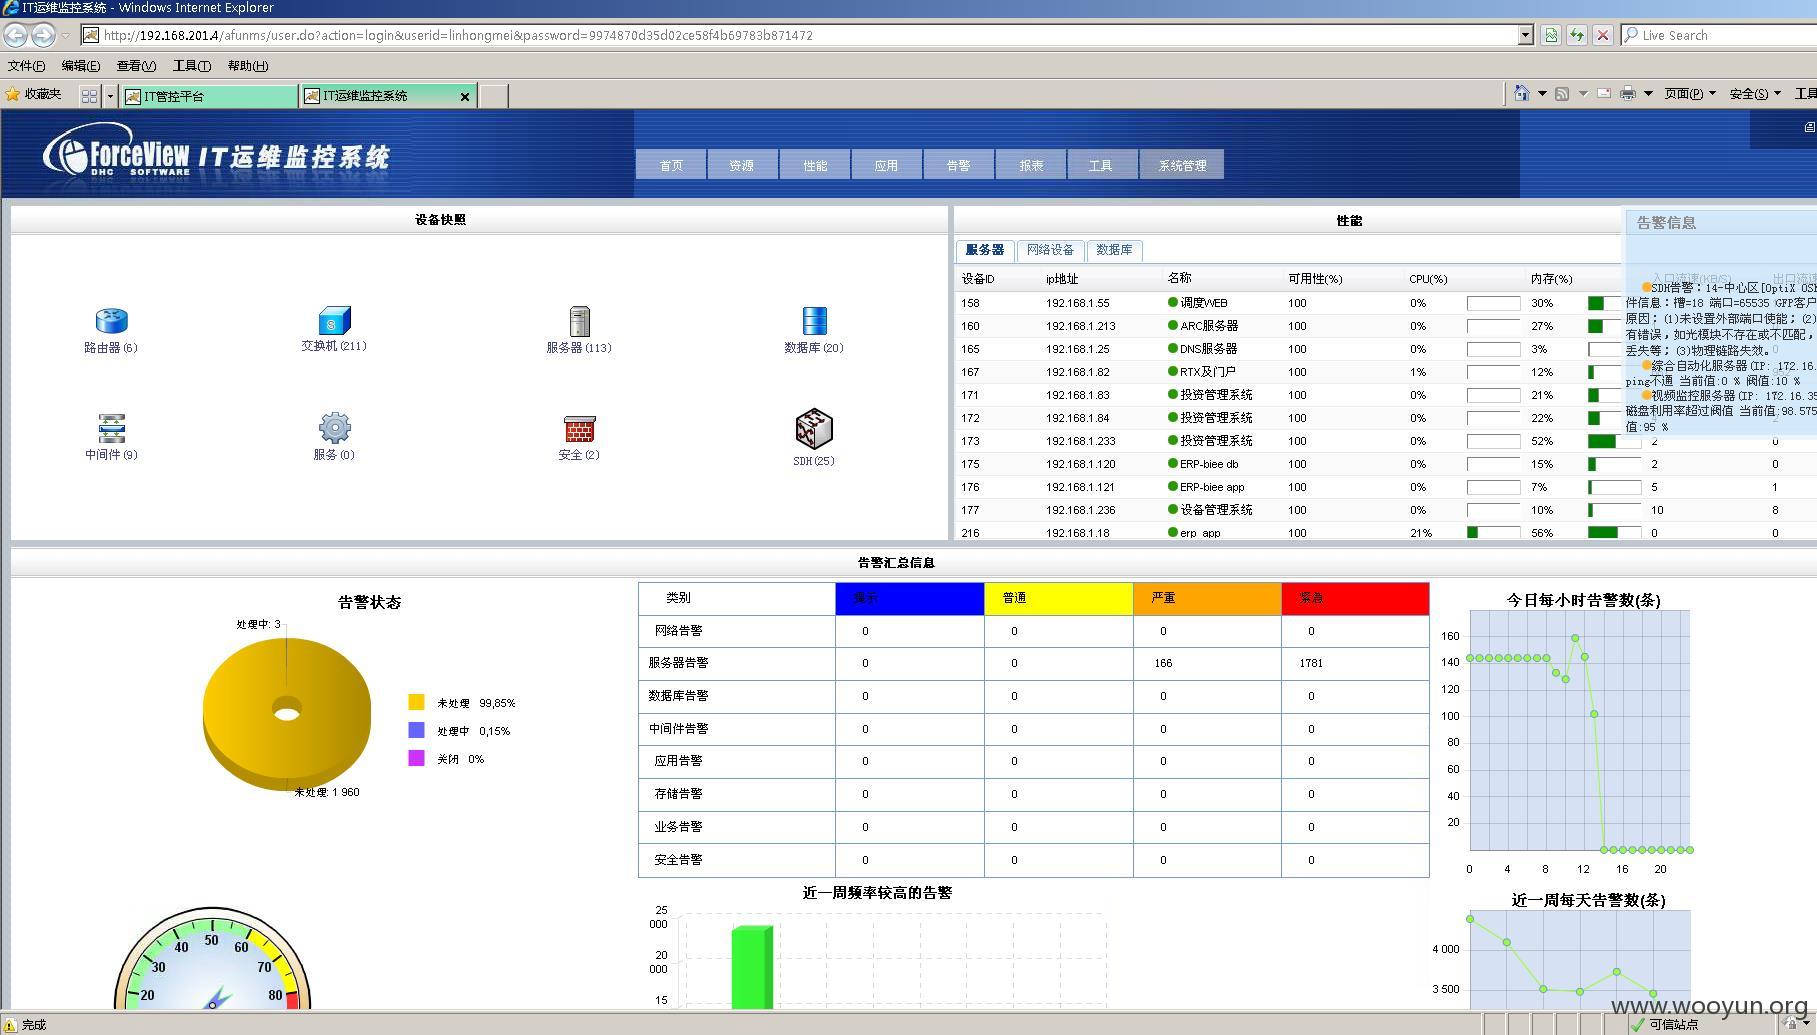 IT运维监控系统 - Windows Internet Explorer
http://192.168.201.4/afunms/user.do?action=login&userid=linhongmei&password=9974870d35d02ce58f4b69783b871472
Live Search
文件(F) 编辑(E) 查看(V) 工具(T) 帮助(H)
收藏夹 IT管控平台 IT运维监控系统 页面(P) 安全(S) 工具
ForceView IT运维监控系统
DHC SOFTWARE
首页 资源 性能 应用 告警 报表 工具 系统管理
设备快照
路由器(6) 交换机(211) 服务器(113) 数据库(20)
中间件(9) 服务(0) 安全(2) SDH(25)
性能
服务器 网络设备 数据库
设备ID ip地址 名称 可用性(%) CPU(%) 内存(%) 入口流速(KB/S) 出口流速
158 192.168.1.55 调度WEB 100 0% 30%
160 192.168.1.213 ARC服务器 100 0% 27%
165 192.168.1.25 DNS服务器 100 0% 3%
167 192.168.1.82 RTX及门户 100 1% 12%
171 192.168.1.83 投资管理系统 100 0% 21%
172 192.168.1.84 投资管理系统 100 0% 22%
173 192.168.1.233 投资管理系统 100 0% 52% 2 0
175 192.168.1.120 ERP-biee db 100 0% 15% 2 0
176 192.168.1.121 ERP-biee app 100 0% 7% 5 1
177 192.168.1.236 设备管理系统 100 0% 10% 10 8
216 192.168.1.18 erp app 100 21% 56% 0 0
告警信息
SDH告警：14-中心区[OptiX OSN
件信息：槽=18 端口=65535 GFP客户
原因；(1)未设置外部端口使能；(2)
有错误，如光模块不存在或不匹配，
丢失等；(3)物理链路失效。
综合自动化服务器(IP: 172.16.
ping不通 当前值:0 % 阀值:10 %
视频监控服务器(IP: 172.16.35
磁盘利用率超过阀值 当前值:98.575
值:95 %
告警汇总信息
告警状态
处理中: 3
未处理 99,85%
处理中 0,15%
关闭 0%
未处理: 1 960
20 30 40 50 60 70 80
类别 提示 普通 严重 紧急
网络告警 0 0 0 0
服务器告警 0 0 166 1781
数据库告警 0 0 0 0
中间件告警 0 0 0 0
应用告警 0 0 0 0
存储告警 0 0 0 0
业务告警 0 0 0 0
安全告警 0 0 0 0
近一周频率较高的告警
25
000
20
000
15
今日每小时告警数(条)
160
140
120
100
80
60
40
20
0 4 8 12 16 20
近一周每天告警数(条)
4 000
3 500
www.wooyun.org
完成 可信站点